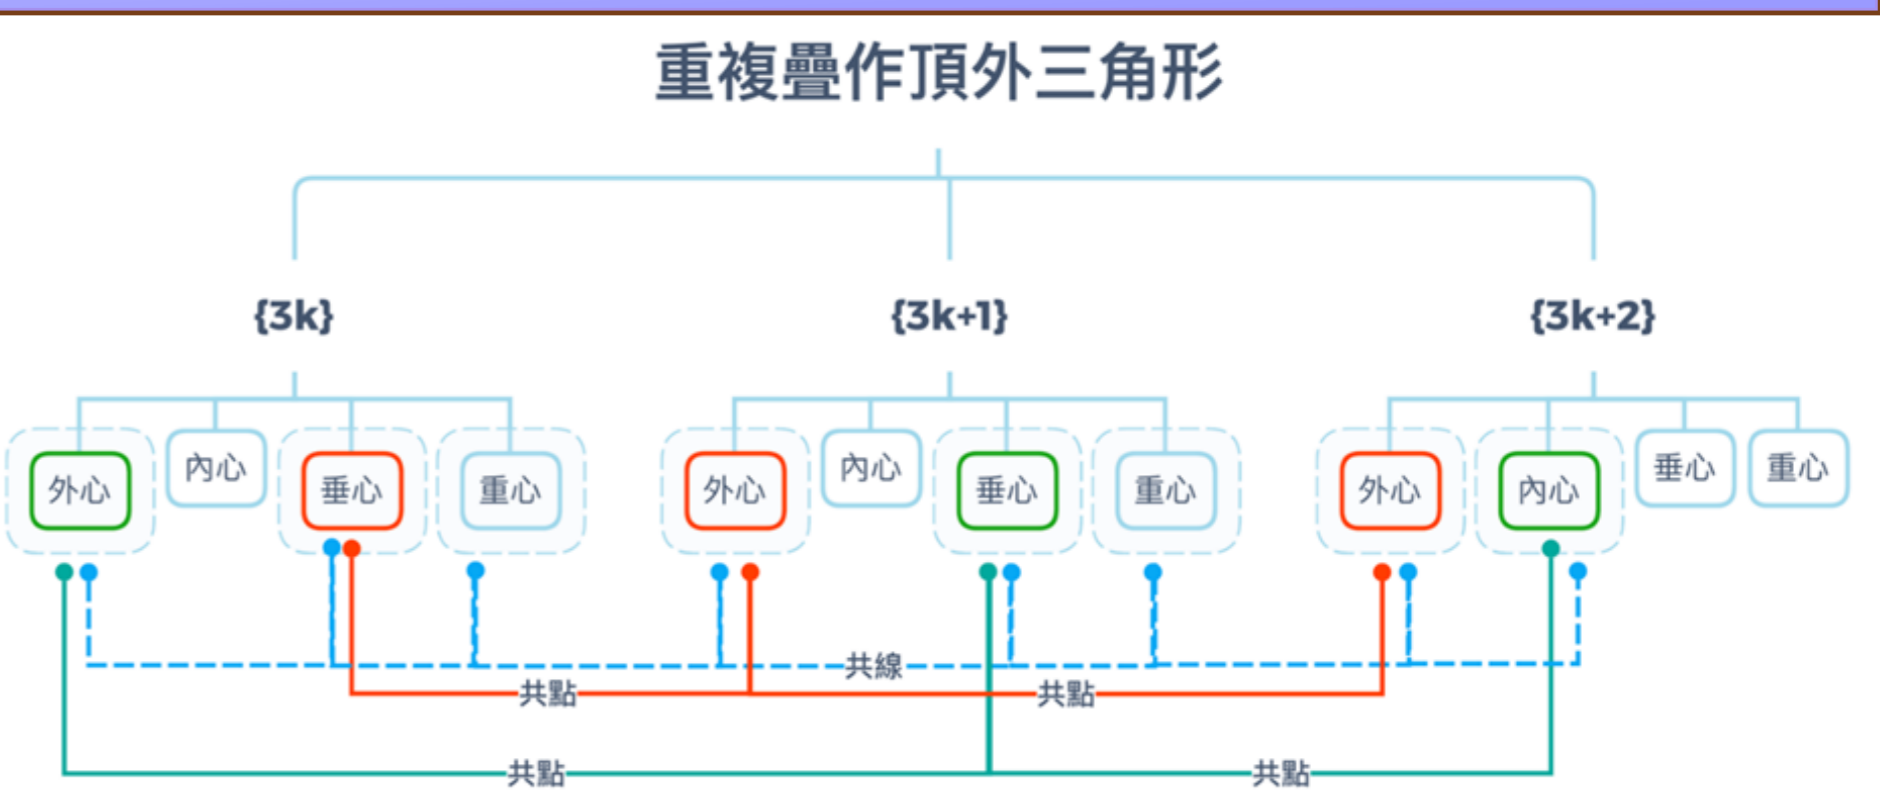 重複疊作頂外三角形
{3k} {3k+1} {3k+2}
外心 內心 垂心 重心 外心 內心 垂心 重心 外心 內心 垂心 重心
共線
共點 共點
共點 共點